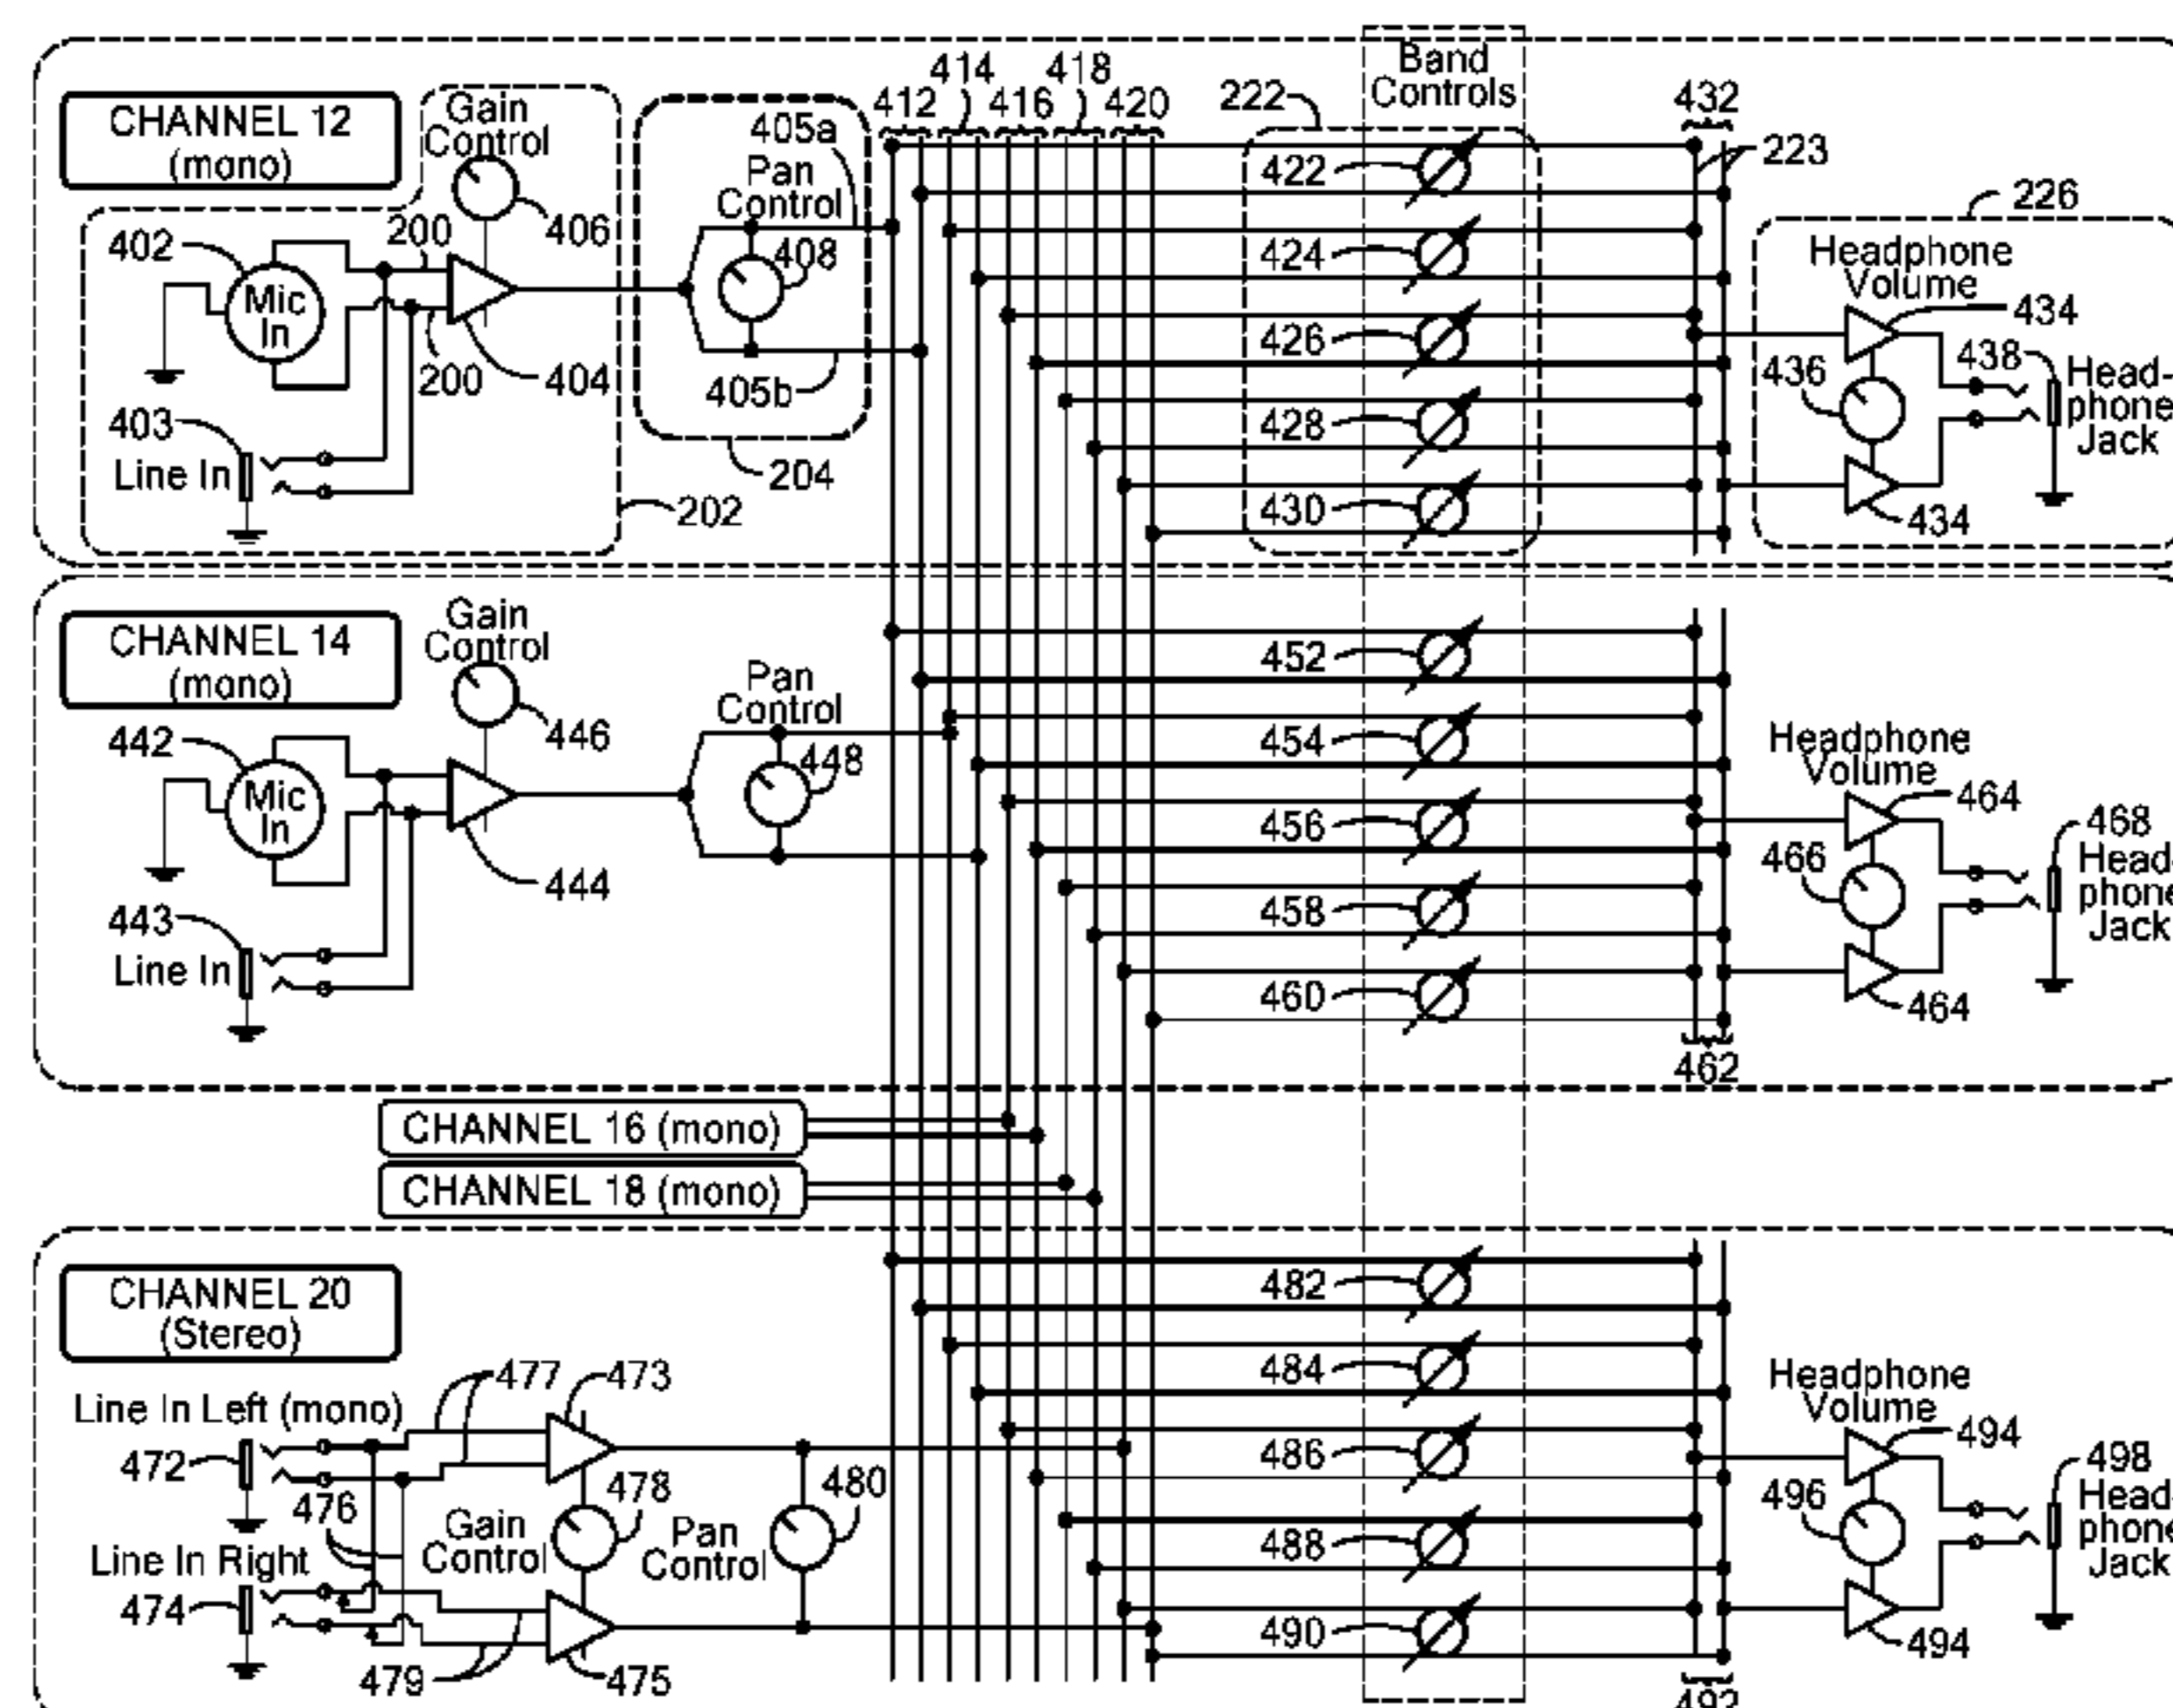 CHANNEL 12
(mono)
Gain
Control
406
402
200
Mic
In
200
404
403
Line In
202
405a
Pan
Control
408
405b
204
412
414
416
418
420
222
Band
Controls
422
424
426
428
430
432
223
226
Headphone
Volume
434
436
438
Head-
phone
Jack
434
CHANNEL 14
(mono)
Gain
Control
446
442
Mic
In
444
443
Line In
Pan
Control
448
452
454
456
458
460
462
Headphone
Volume
464
466
468
Head-
phone
Jack
464
CHANNEL 16 (mono)
CHANNEL 18 (mono)
CHANNEL 20
(Stereo)
477
473
Line In Left (mono)
472
476
Gain
Control
478
Pan
Control
480
Line In Right
474
479
475
482
484
486
488
490
492
Headphone
Volume
494
496
498
Head-
phone
Jack
494